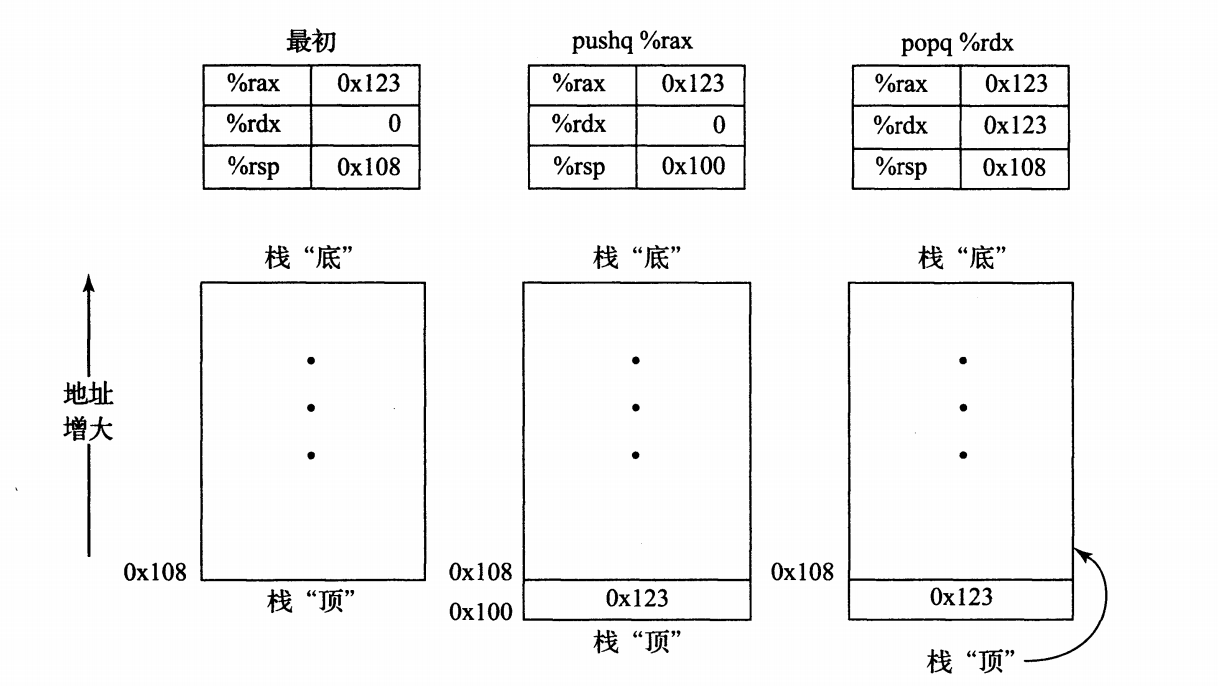 最初 pushq %rax popq %rdx
%rax 0x123 %rax 0x123 %rax 0x123
%rdx 0 %rdx 0 %rdx 0x123
%rsp 0x108 %rsp 0x100 %rsp 0x108
栈“底” 栈“底” 栈“底”
地址
增大
0x108 0x108 0x108
栈“顶” 0x123 0x123
0x100
栈“顶” 栈“顶”